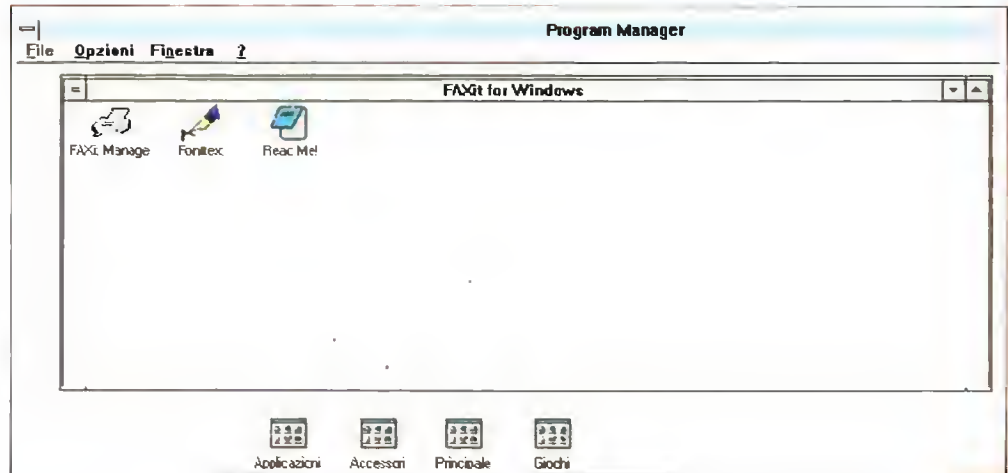 Program Manager
File Opzioni Finestra ?
FAXit for Windows
FAXit Manage Fonitex Read Me!
Applicazioni Accessori Principale Giochi